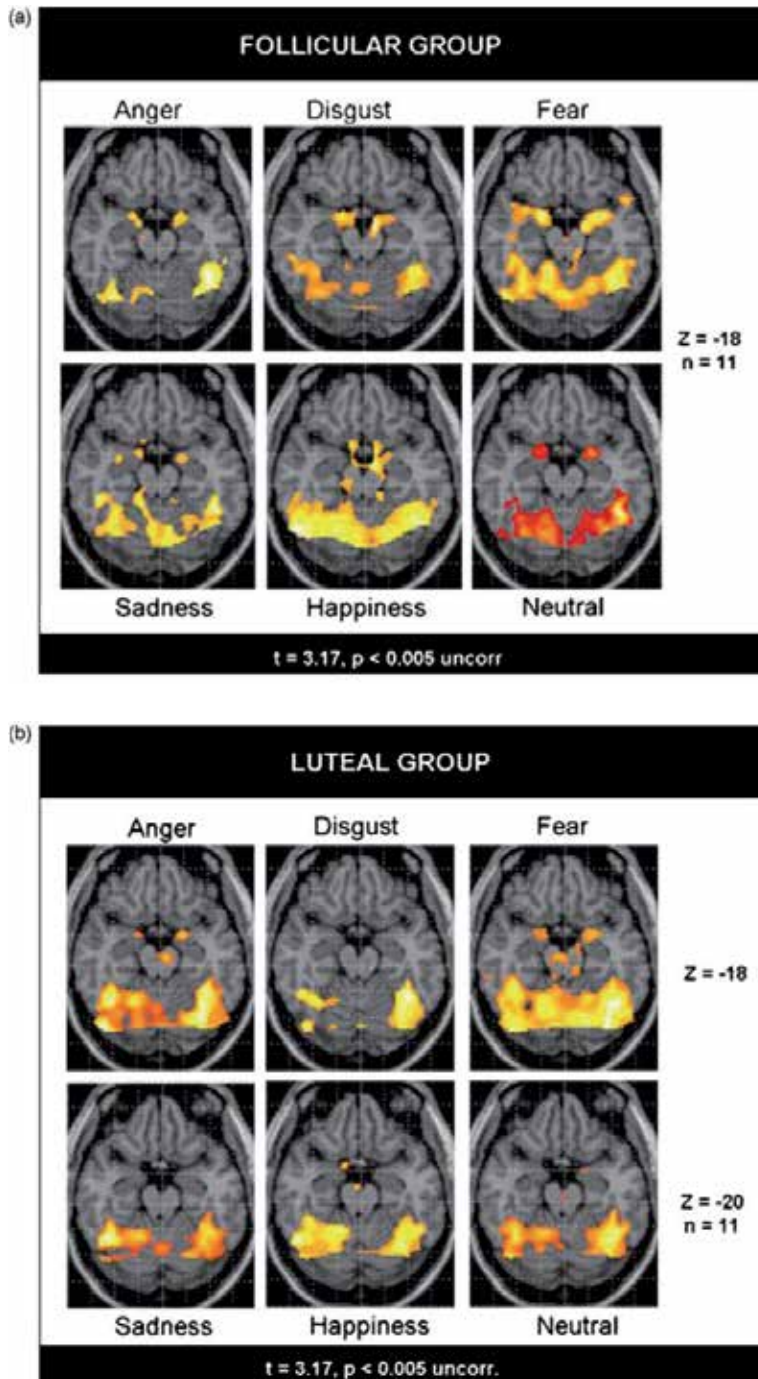 (a)
FOLLICULAR GROUP
Anger Disgust Fear
Z = -18
n = 11
Sadness Happiness Neutral
t = 3.17, p < 0.005 uncorr
(b)
LUTEAL GROUP
Anger Disgust Fear
Z = -18
Z = -20
n = 11
Sadness Happiness Neutral
t = 3.17, p < 0.005 uncorr.